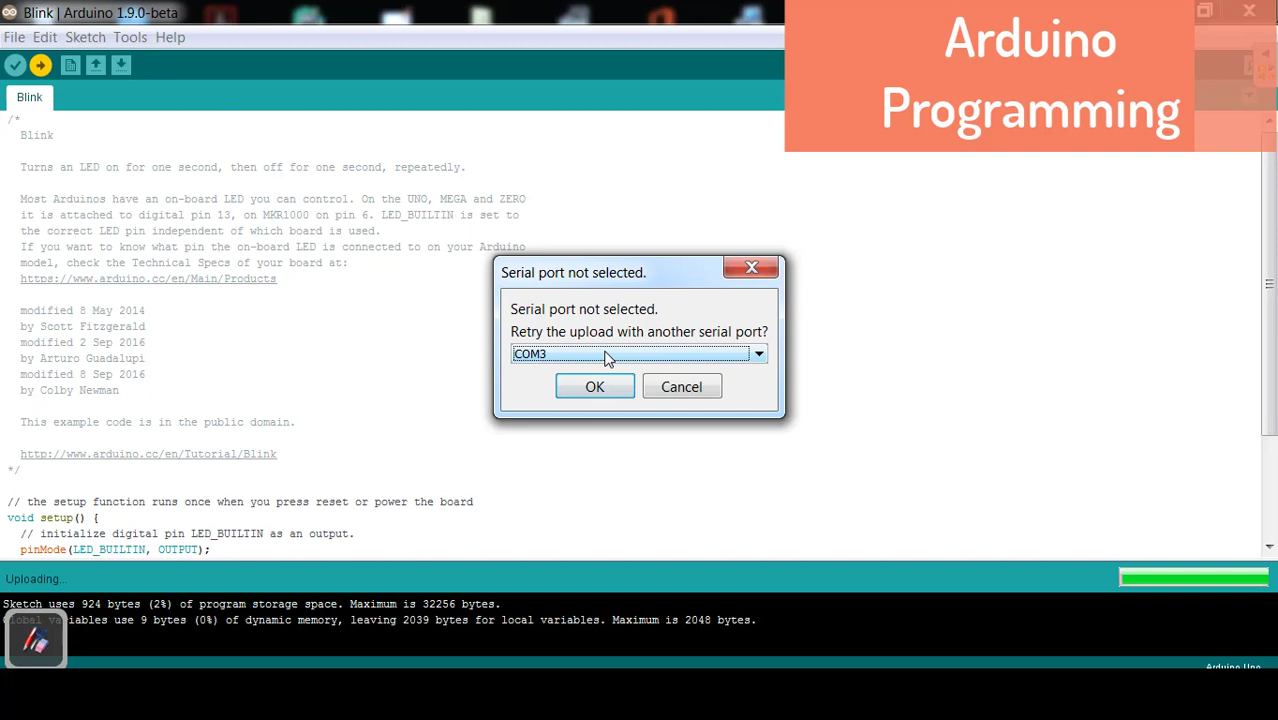 Blink | Arduino 1.9.0-beta
Arduino
Programming
File Edit Sketch Tools Help
Blink
/*
Blink
Turns an LED on for one second, then off for one second, repeatedly.
Most Arduinos have an on-board LED you can control. On the UNO, MEGA and ZERO
it is attached to digital pin 13, on MKR1000 on pin 6. LED_BUILTIN is set to
the correct LED pin independent of which board is used.
If you want to know what pin the on-board LED is connected to on your Arduino
model, check the Technical Specs of your board at:
https://www.arduino.cc/en/Main/Products
modified 8 May 2014
by Scott Fitzgerald
modified 2 Sep 2016
by Arturo Guadalupi
modified 8 Sep 2016
by Colby Newman
This example code is in the public domain.
http://www.arduino.cc/en/Tutorial/Blink
*/
// the setup function runs once when you press reset or power the board
void setup() {
// initialize digital pin LED_BUILTIN as an output.
pinMode(LED_BUILTIN, OUTPUT);
Serial port not selected.
Serial port not selected.
Retry the upload with another serial port?
COM3
OK Cancel
Uploading...
Sketch uses 924 bytes (2%) of program storage space. Maximum is 32256 bytes.
Global variables use 9 bytes (0%) of dynamic memory, leaving 2039 bytes for local variables. Maximum is 2048 bytes.
Arduino Uno